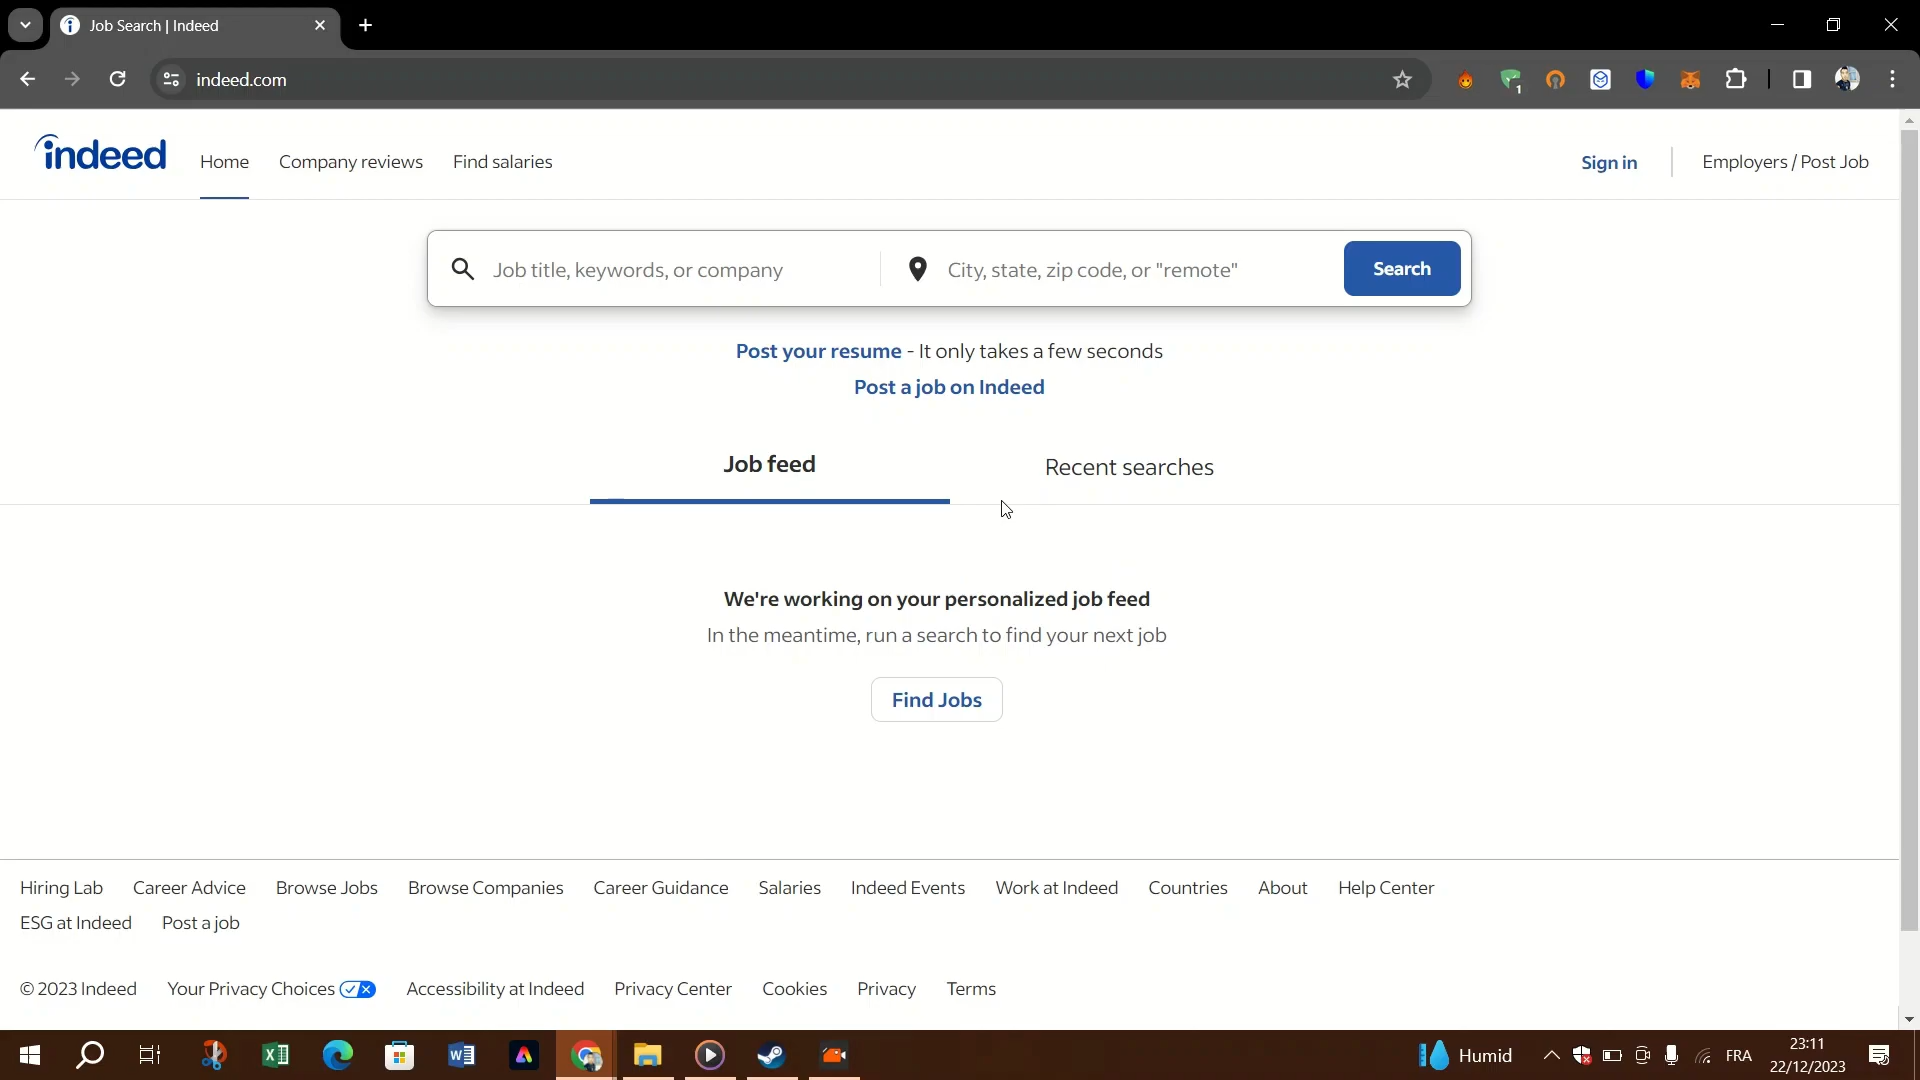 Job Search | Indeed
indeed.com
1
indeed
Home
Company reviews
Find salaries
Sign in
Employers / Post Job
Job title, keywords, or company
City, state, zip code, or "remote"
Search
Post your resume - It only takes a few seconds
Post a job on Indeed
Job feed
Recent searches
We're working on your personalized job feed
In the meantime, run a search to find your next job
Find Jobs
Hiring Lab Career Advice Browse Jobs Browse Companies Career Guidance Salaries Indeed Events Work at Indeed Countries About Help Center
ESG at Indeed Post a job
© 2023 Indeed Your Privacy Choices Accessibility at Indeed Privacy Center Cookies Privacy Terms
Humid
FRA
23:11
22/12/2023